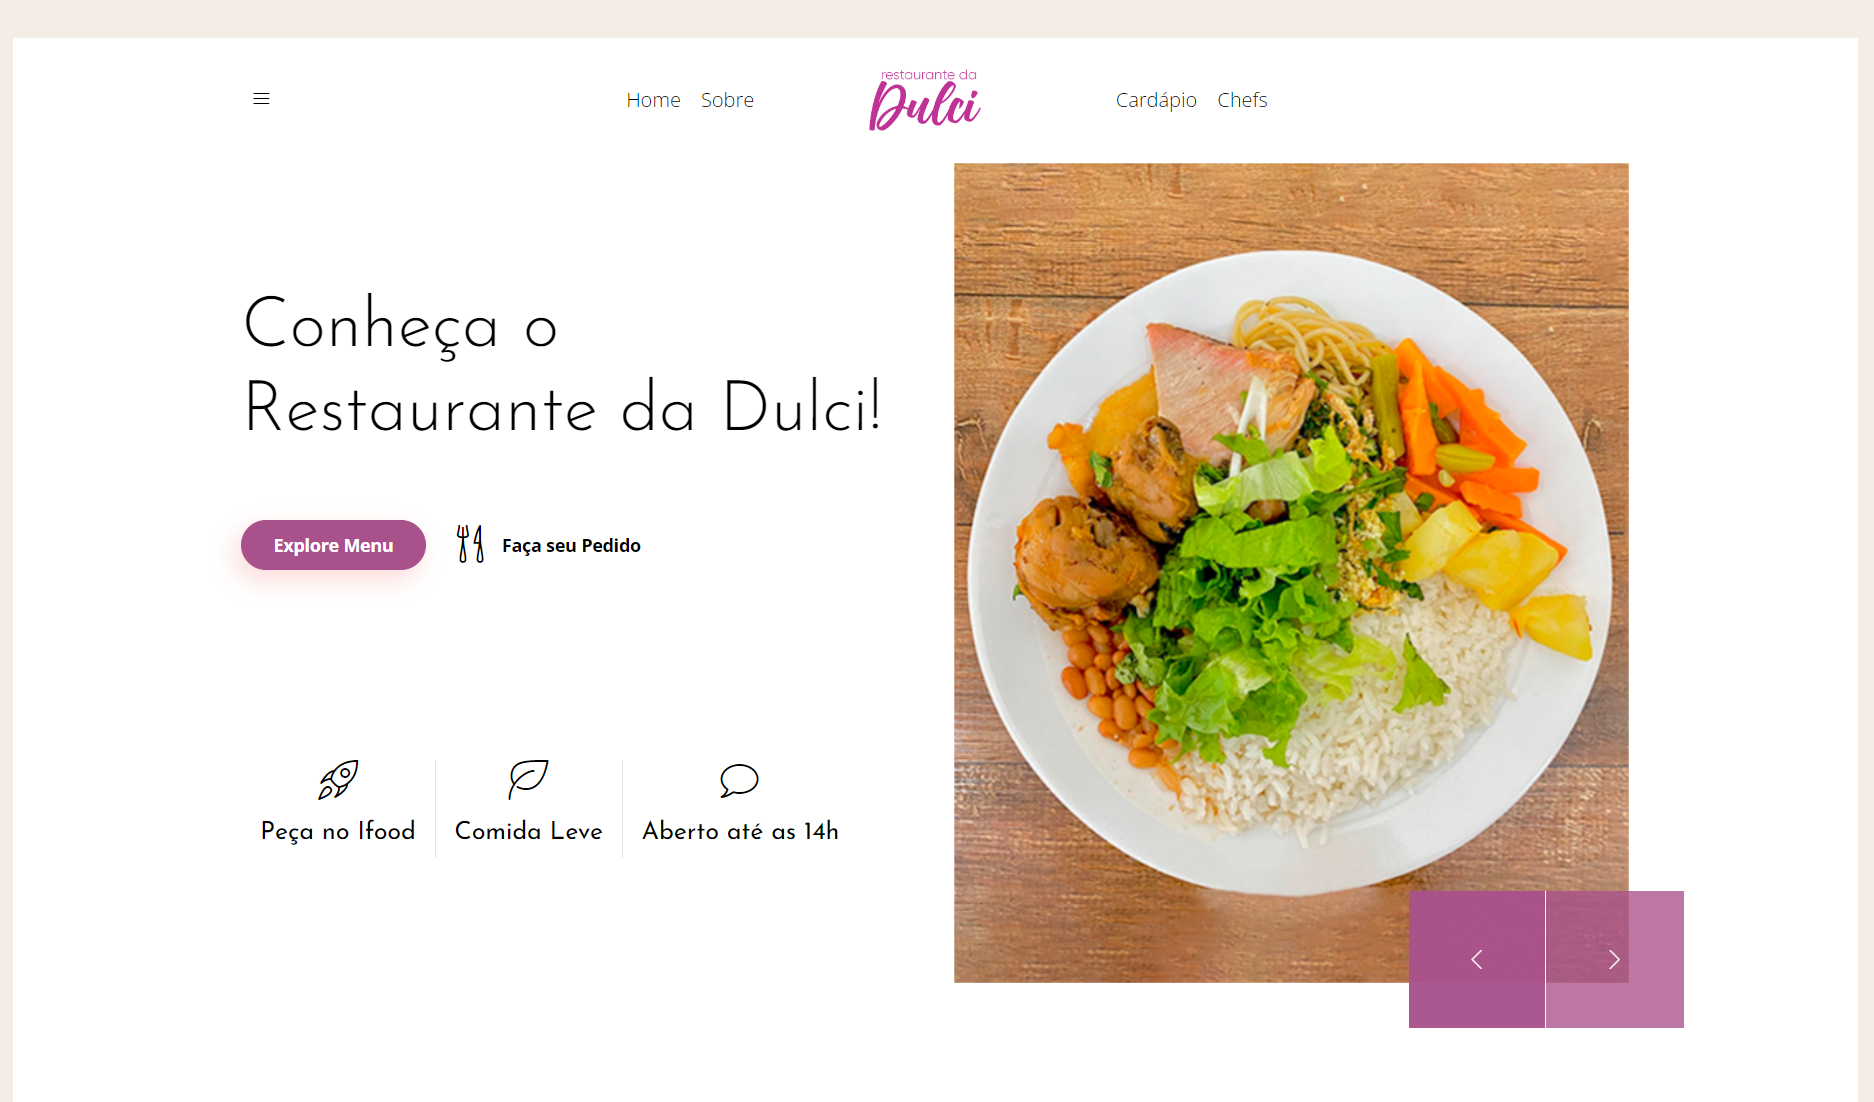 Home Sobre
restaurante da
Dulci
Cardápio Chefs
Conheça o
Restaurante da Dulci!
Explore Menu
Faça seu Pedido
Peça no Ifood
Comida Leve
Aberto até as 14h